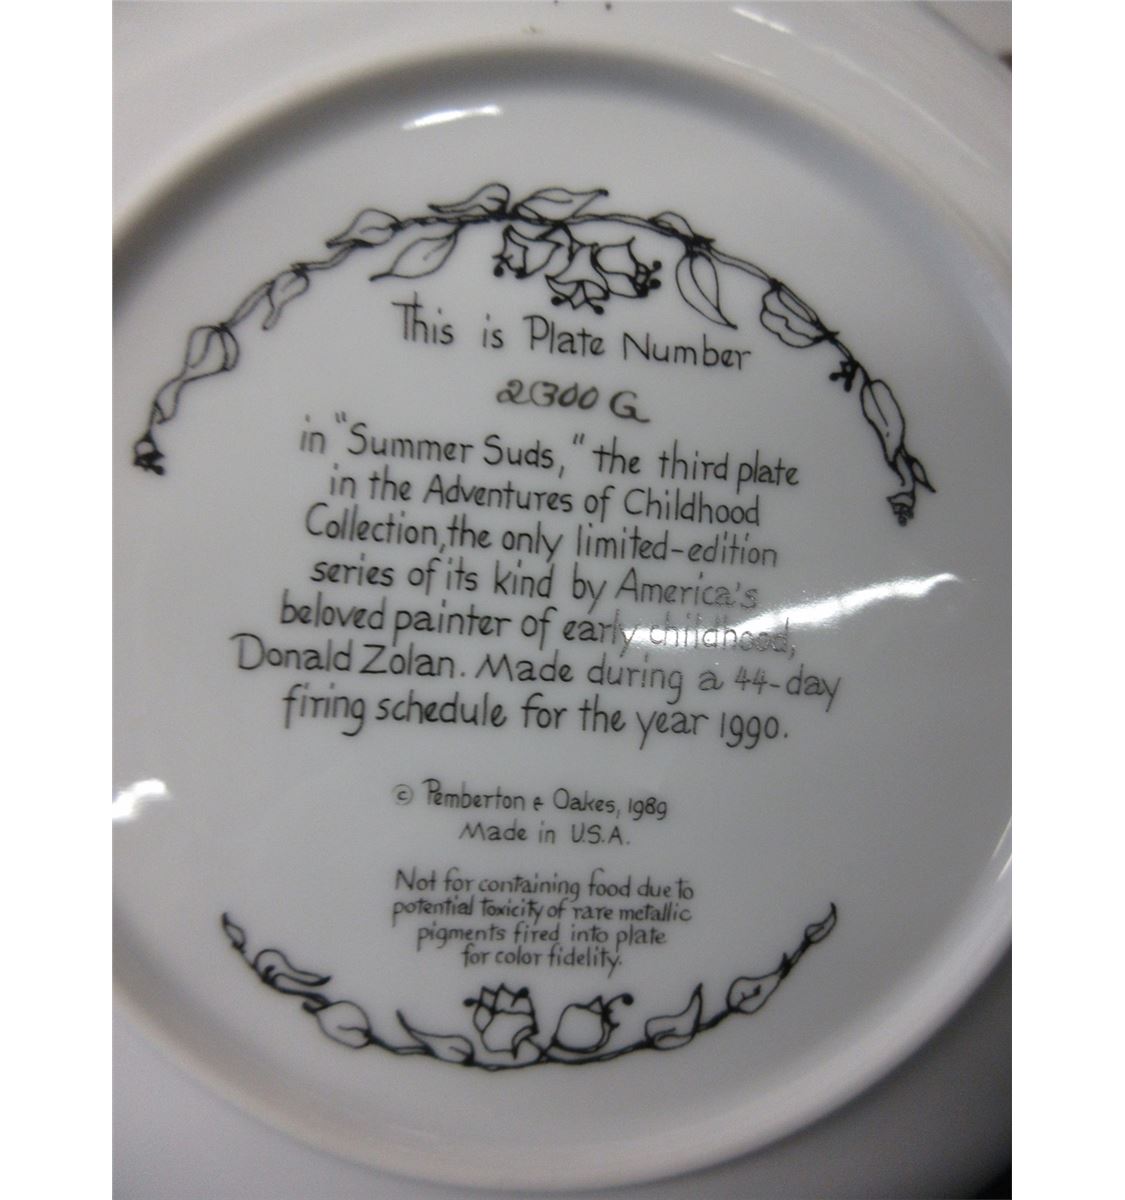 This is Plate Number
2300 G
in "Summer Suds," the third plate
in the Adventures of Childhood
Collection, the only limited-edition
series of its kind by America's
beloved painter of early childhood,
Donald Zolan. Made during a 44-day
firing schedule for the year 1990.
© Pemberton & Oakes, 1989
Made in U.S.A.
Not for containing food due to
potential toxicity of rare metallic
pigments fired into plate
for color fidelity.